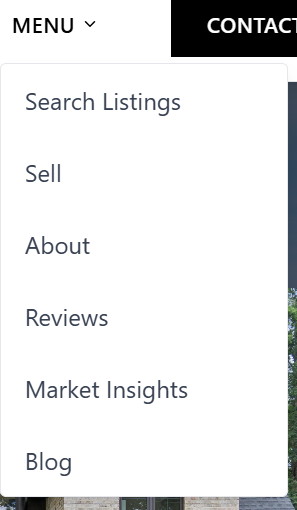 MENU
CONTACT
Search Listings
Sell
About
Reviews
Market Insights
Blog